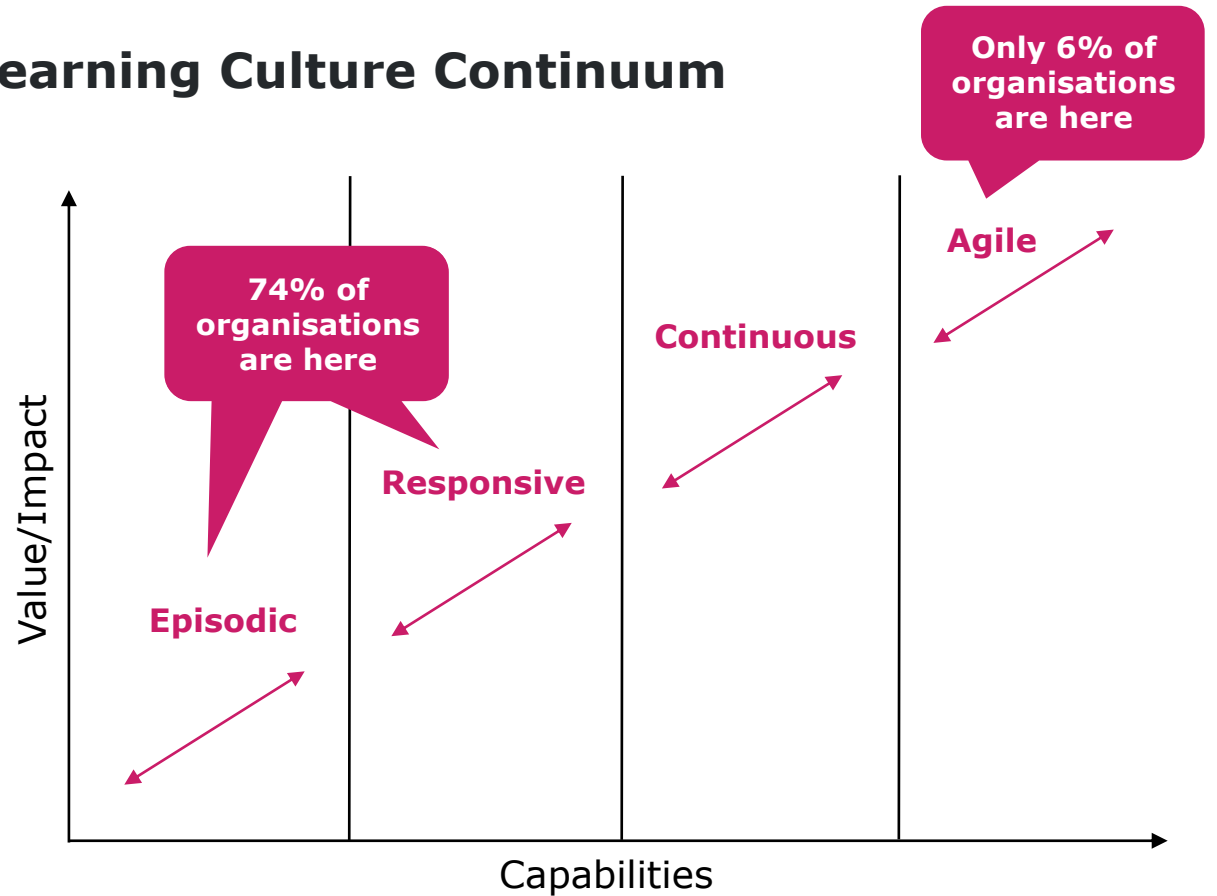 earning Culture Continuum
Only 6% of
organisations
are here
Agile
74% of
organisations
are here
Continuous
Responsive
Episodic
Value/Impact
Capabilities